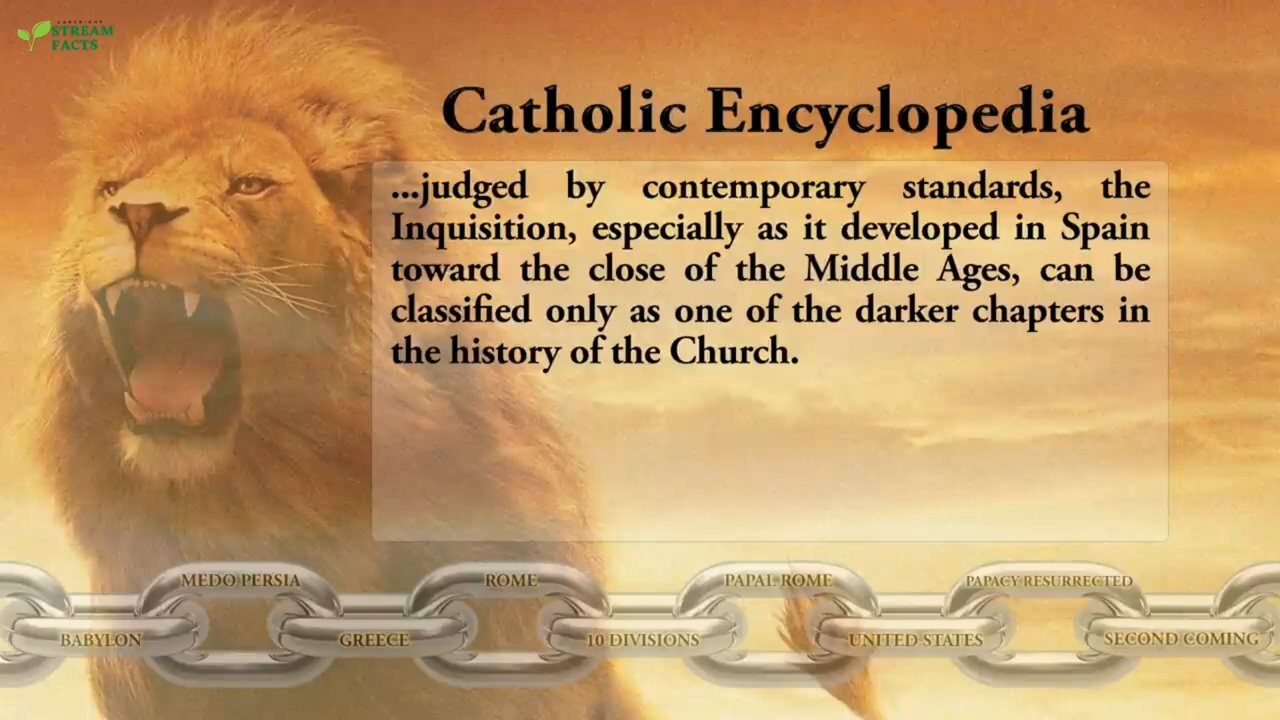 STREAM
FACTS
Catholic Encyclopedia
...judged by contemporary standards, the
Inquisition, especially as it developed in Spain
toward the close of the Middle Ages, can be
classified only as one of the darker chapters in
the history of the Church.
MEDO PERSIA
ROME
PAPAL ROME
PAPACY RESURRECTED
BABYLON
GREECE
10 DIVISIONS
UNITED STATES
SECOND COMING